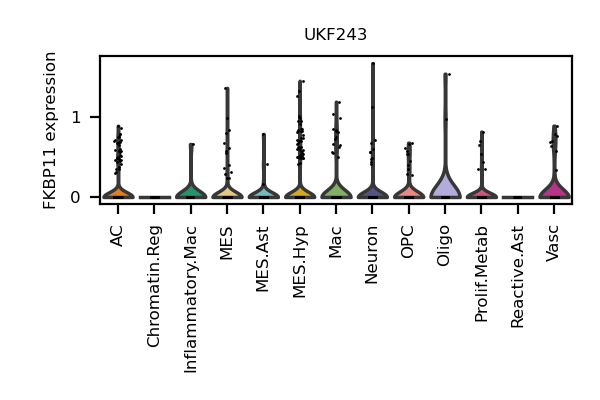 UKF243
FKBP11 expression
1
0
AC
Chromatin.Reg
Inflammatory.Mac
MES
MES.Ast
MES.Hyp
Mac
Neuron
OPC
Oligo
Prolif.Metab
Reactive.Ast
Vasc